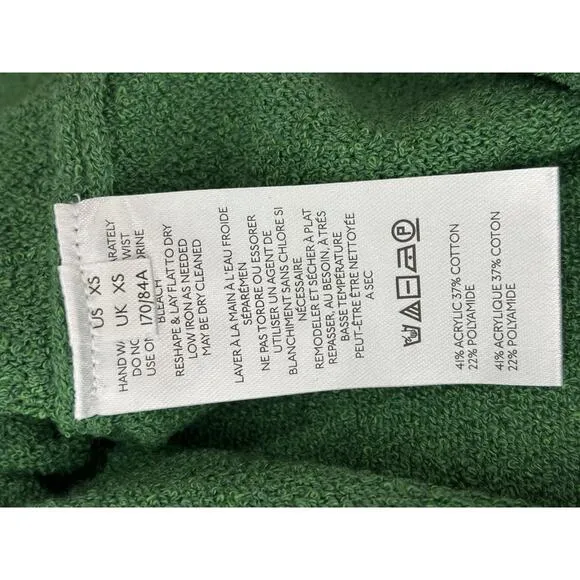 US XS
UK XS
170/84A
HAND WA
RATELY
DO NO
WIST
USE ON
ORINE
BLEACH
RESHAPE & LAY FLAT TO DRY
LOW IRON AS NEEDED
MAY BE DRY CLEANED
LAVER À LA MAIN À L'EAU FROIDE
SÉPARÉMEN
NE PAS TORDRE OU ESSORER
UTILISER UN AGENT DE
BLANCHIMENT SANS CHLORE SI
NÉCESSAIRE
REMODELER ET SÉCHER À PLAT
REPASSER, AU BESOIN, À TRÈS
BASSE TEMPÉRATURE
PEUT-ÊTRE ÊTRE NETTOYÉE
A SEC
P
41% ACRYLIC 37% COTTON
22% POLYAMIDE
41% ACRYLIQUE 37% COTON
22% POLYAMIDE